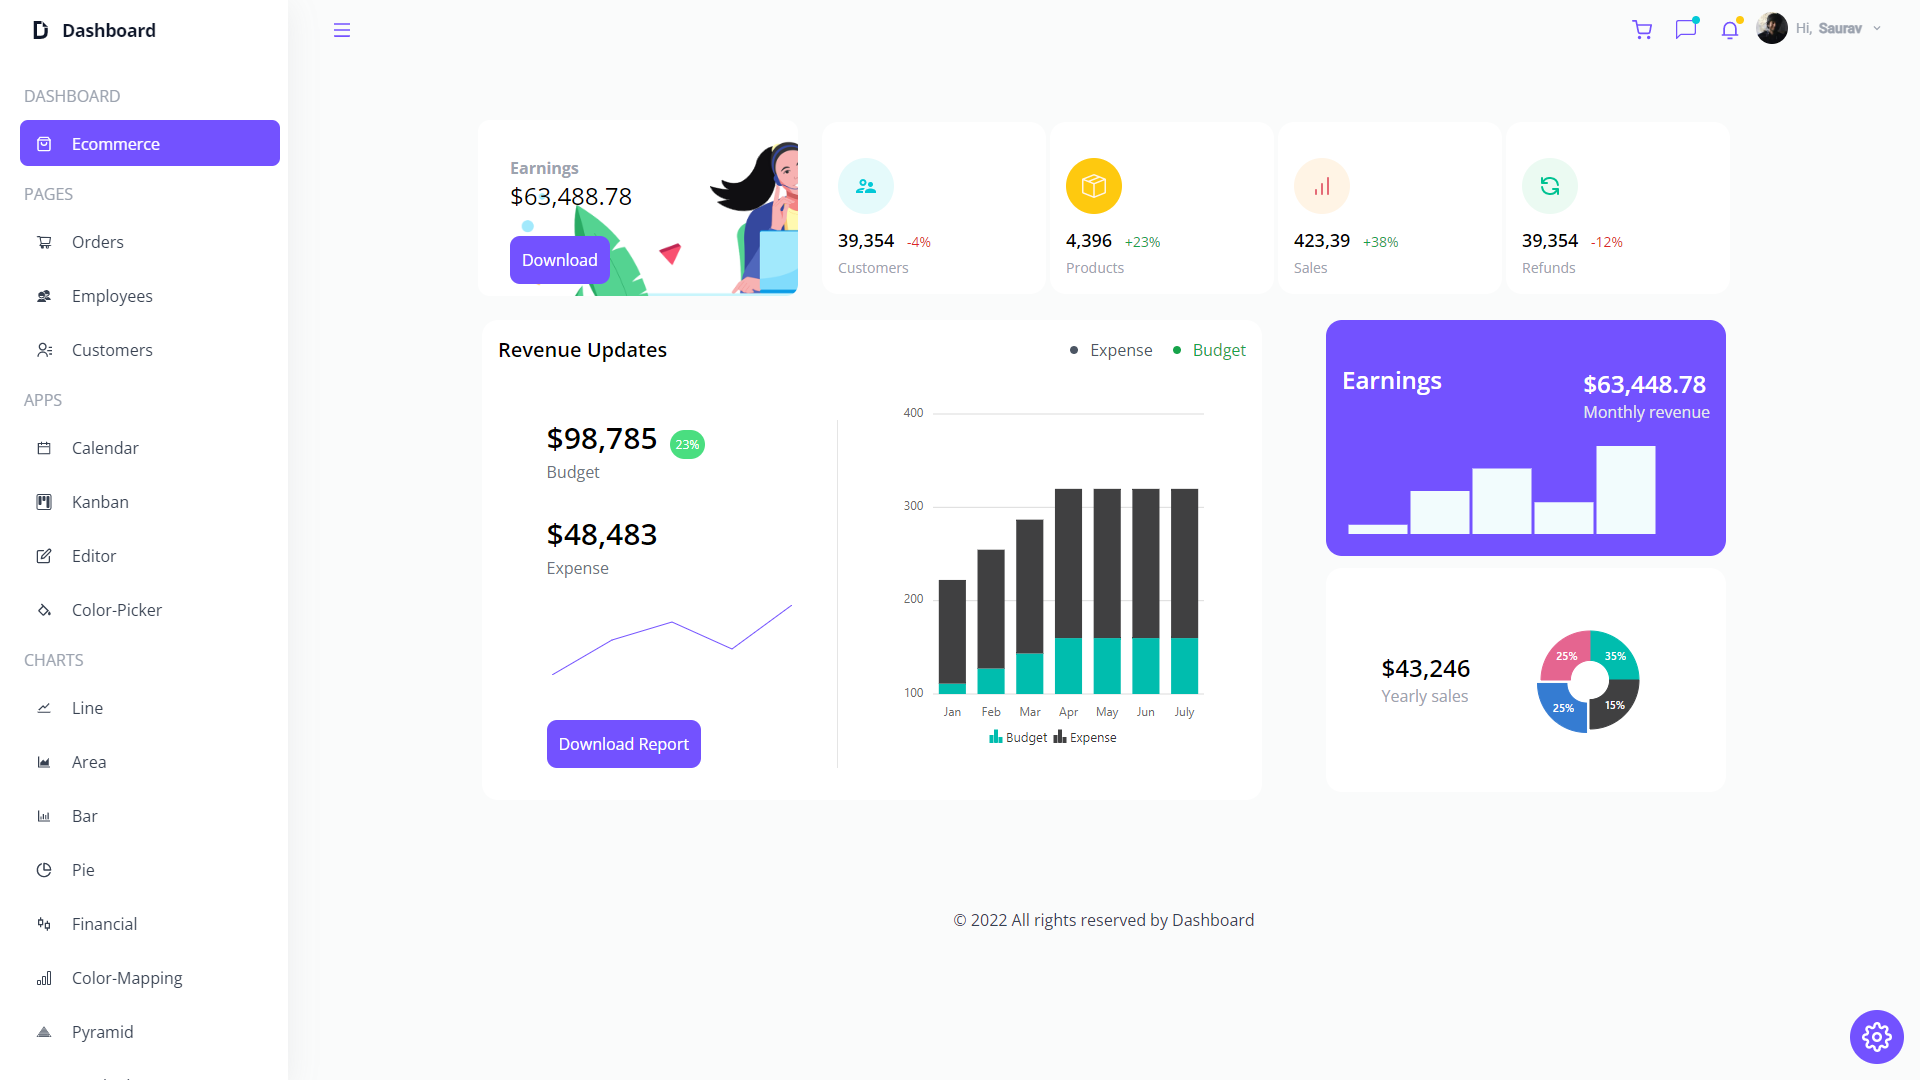 Dashboard
Hi, Saurav
DASHBOARD
Ecommerce
PAGES
Orders
Employees
Customers
APPS
Calendar
Kanban
Editor
Color-Picker
CHARTS
Line
Area
Bar
Pie
Financial
Color-Mapping
Pyramid
Earnings
$63,488.78
Download
39,354 -4%
Customers
4,396 +23%
Products
423,39 +38%
Sales
39,354 -12%
Refunds
Revenue Updates
Expense Budget
$98,785 23%
Budget
$48,483
Expense
Download Report
400
300
200
100
Jan Feb Mar Apr May Jun July
Budget Expense
Earnings
$63,448.78
Monthly revenue
$43,246
Yearly sales
25% 35%
25% 15%
© 2022 All rights reserved by Dashboard